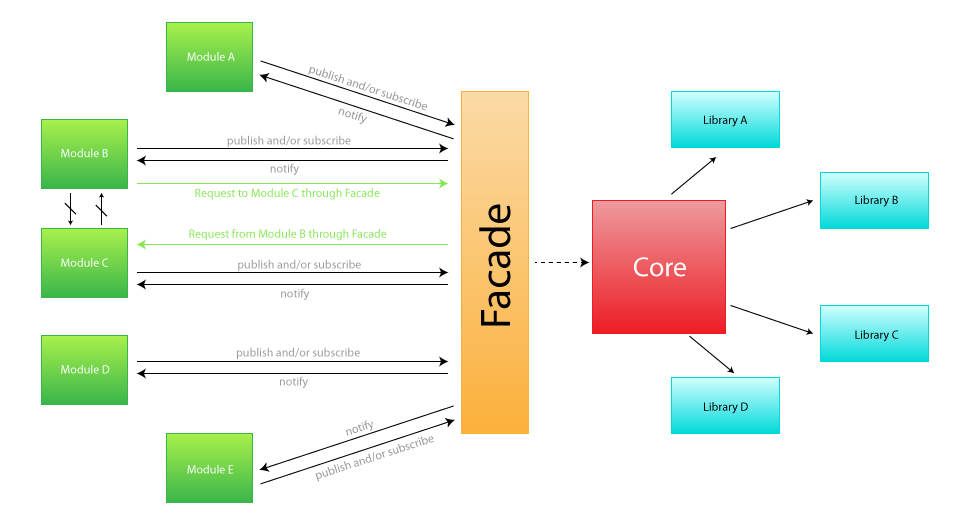 Module A
publish and/or subscribe
notify
Module B
publish and/or subscribe
notify
Request to Module C through Facade
Module C
Request from Module B through Facade
publish and/or subscribe
notify
Module D
publish and/or subscribe
notify
Module E
notify
publish and/or subscribe
Facade
Core
Library A
Library B
Library C
Library D